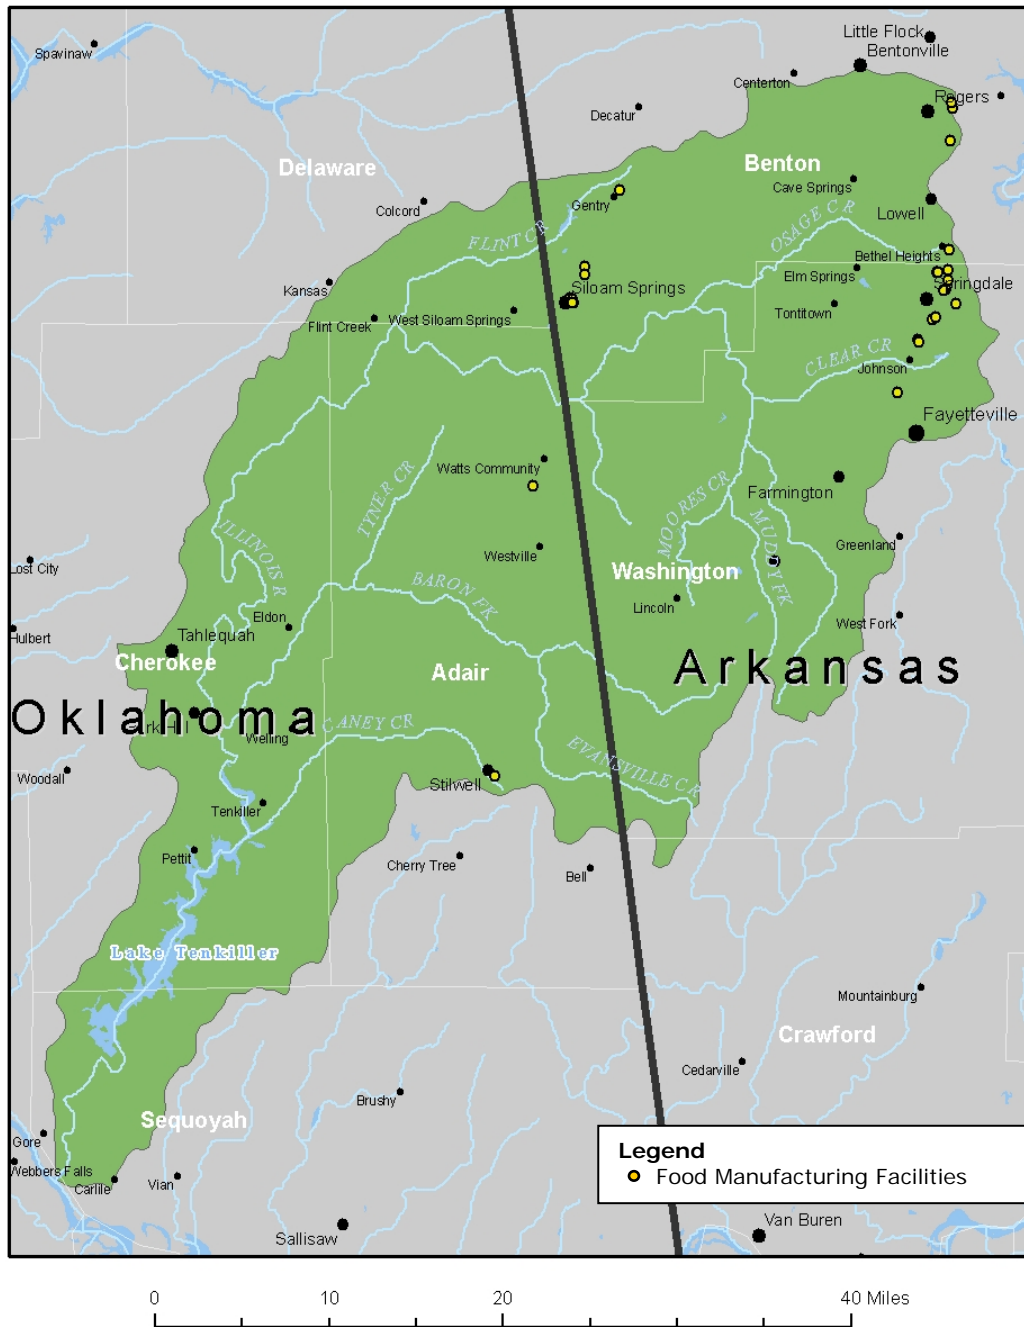 Little Flock
Bentonville
Spavinaw
Centerton
Rogers
Decatur
Delaware
Benton
Cave Springs
Gentry
Colcord
Lowell
OSAGE CR
FLINT CR
Bethel Heights
Elm Springs
Kansas
Siloam Springs
Springdale
Tontitown
Flint Creek
West Siloam Springs
CLEAR CR
Johnson
Fayetteville
Watts Community
TYNER CR
MOORES CR
Farmington
MUDDY FK
ILLINOIS R
Westville
Greenland
Lost City
Washington
BARON FK
Lincoln
Eldon
West Fork
Hulbert
Tahlequah
Cherokee
Adair
Arkansas
Oklahoma
Park Hill
Welling
CANEY CR
EVANSVILLE CR
Woodall
Stilwell
Tenkiller
Pettit
Cherry Tree
Bell
Lake Tenkiller
Mountainburg
Crawford
Cedarville
Brushy
Sequoyah
Gore
Webbers Falls
Carlile
Vian
Legend
Food Manufacturing Facilities
Van Buren
Sallisaw
0 10 20 40 Miles